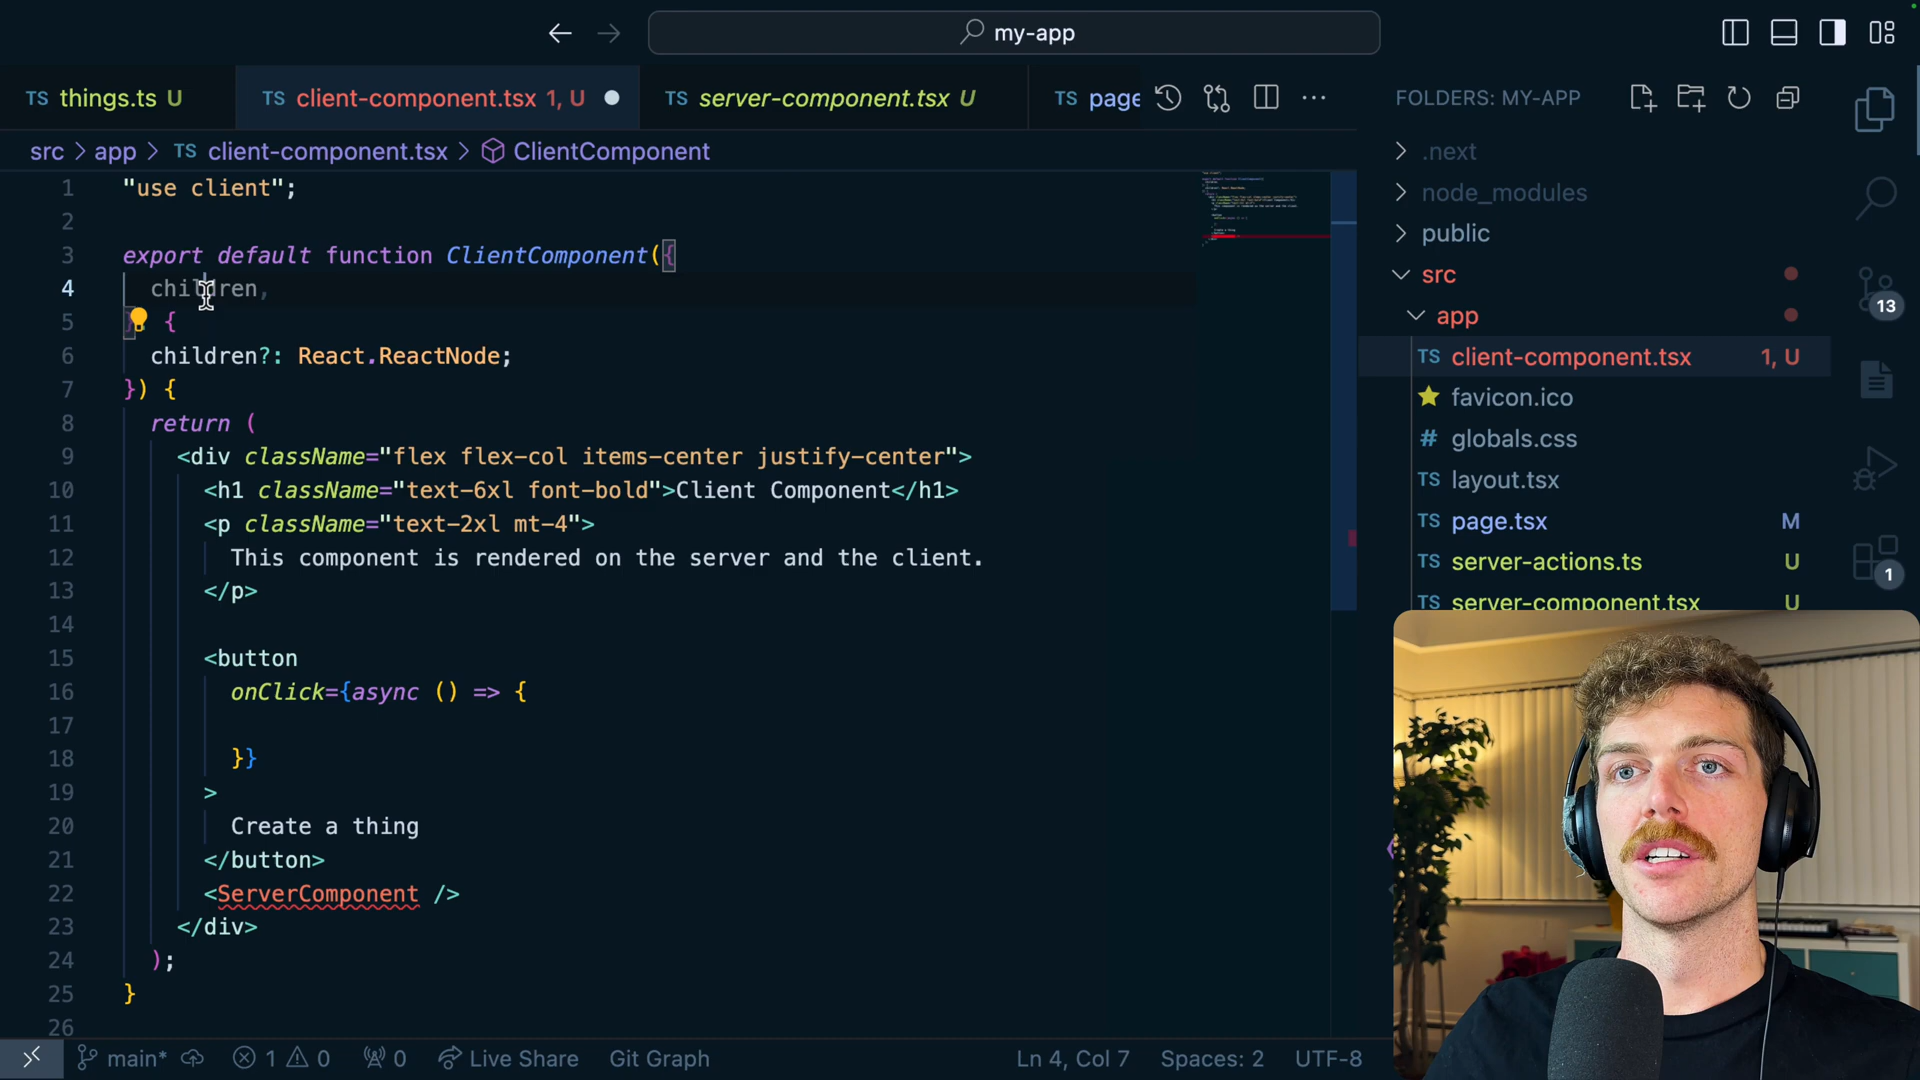 my-app
TS things.ts U
TS client-component.tsx 1, U
TS server-component.tsx U
TS page
FOLDERS: MY-APP
src > app > TS client-component.tsx > ClientComponent
1 "use client";
2
3 export default function ClientComponent({
4 children,
5 }: {
6 children?: React.ReactNode;
7 }) {
8 return (
9 <div className="flex flex-col items-center justify-center">
10 <h1 className="text-6xl font-bold">Client Component</h1>
11 <p className="text-2xl mt-4">
12 This component is rendered on the server and the client.
13 </p>
14
15 <button
16 onClick={async () => {
17
18 }}
19 >
20 Create a thing
21 </button>
22 <ServerComponent />
23 </div>
24 );
25 }
26
.next
node_modules
public
src
app
TS client-component.tsx 1, U
favicon.ico
# globals.css
TS layout.tsx
TS page.tsx M
TS server-actions.ts U
TS server-component.tsx U
13
1
main* 1 0 0 Live Share Git Graph Ln 4, Col 7 Spaces: 2 UTF-8